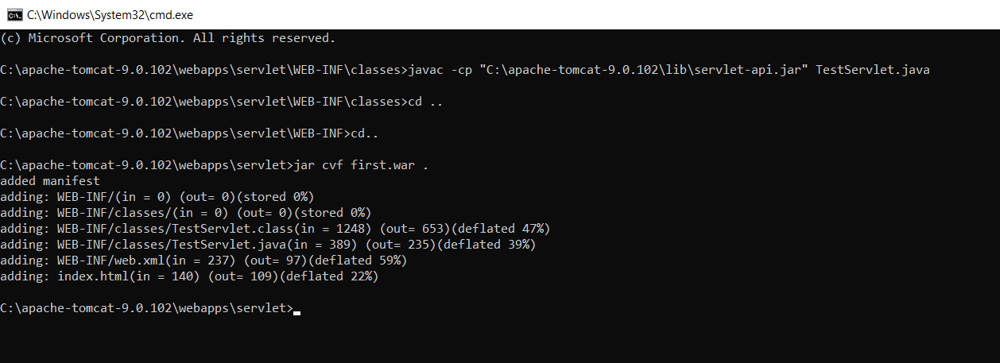 C:\Windows\System32\cmd.exe
(c) Microsoft Corporation. All rights reserved.
C:\apache-tomcat-9.0.102\webapps\servlet\WEB-INF\classes>javac -cp "C:\apache-tomcat-9.0.102\lib\servlet-api.jar" TestServlet.java
C:\apache-tomcat-9.0.102\webapps\servlet\WEB-INF\classes>cd ..
C:\apache-tomcat-9.0.102\webapps\servlet\WEB-INF>cd..
C:\apache-tomcat-9.0.102\webapps\servlet>jar cvf first.war .
added manifest
adding: WEB-INF/(in = 0) (out= 0)(stored 0%)
adding: WEB-INF/classes/(in = 0) (out= 0)(stored 0%)
adding: WEB-INF/classes/TestServlet.class(in = 1248) (out= 653)(deflated 47%)
adding: WEB-INF/classes/TestServlet.java(in = 389) (out= 235)(deflated 39%)
adding: WEB-INF/web.xml(in = 237) (out= 97)(deflated 59%)
adding: index.html(in = 140) (out= 109)(deflated 22%)
C:\apache-tomcat-9.0.102\webapps\servlet>